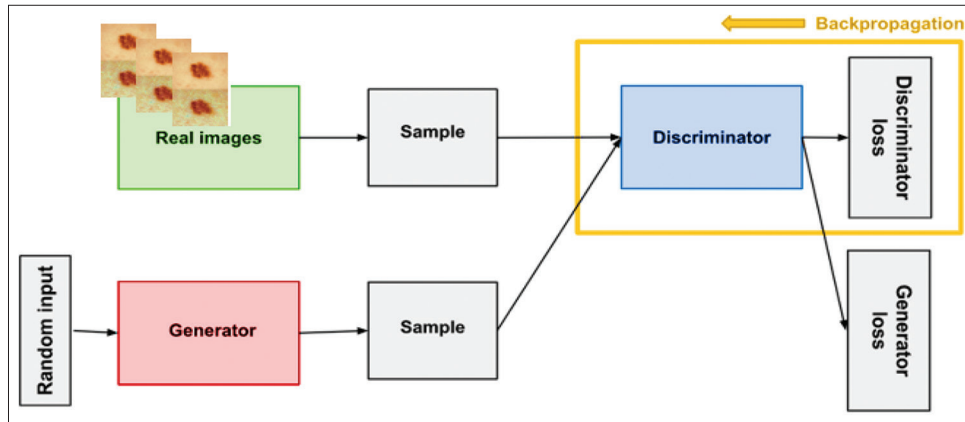 Backpropagation
Real images
Sample
Discriminator
Discriminator
loss
Random input
Generator
Sample
Generator
loss